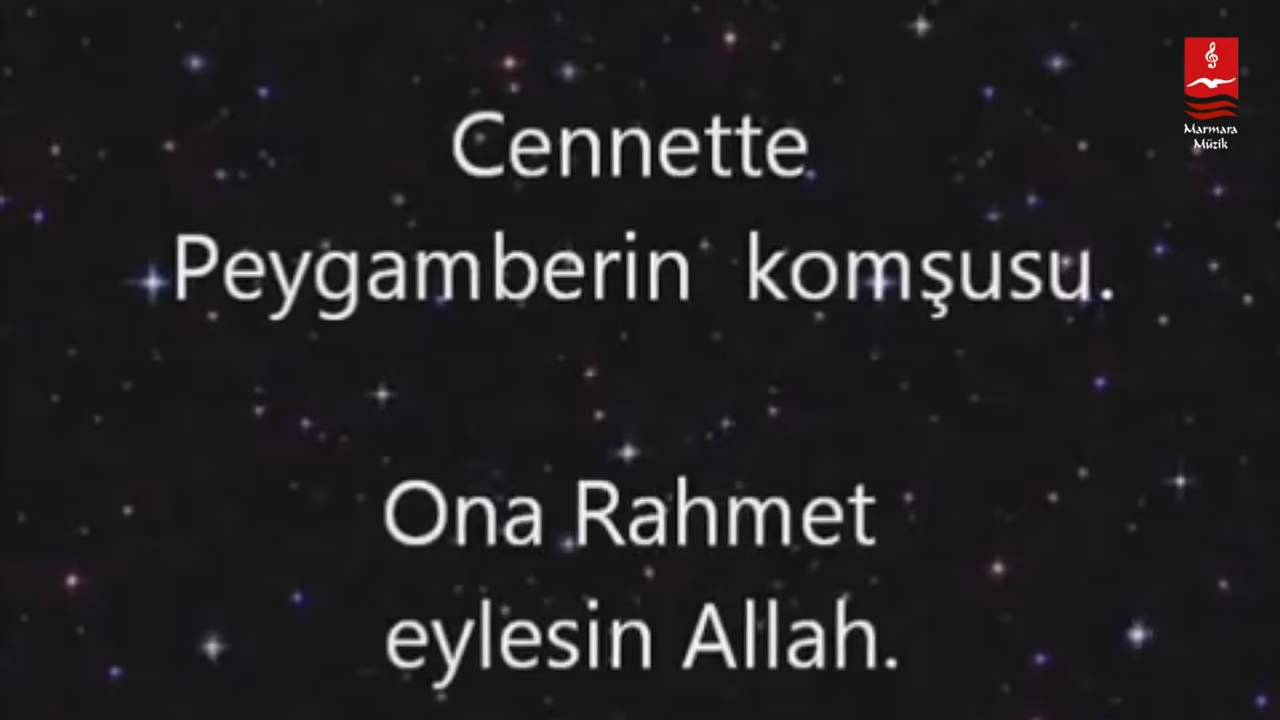 Marmara
Müzik
Cennette
Peygamberin komşusu.
Ona Rahmet
eylesin Allah.